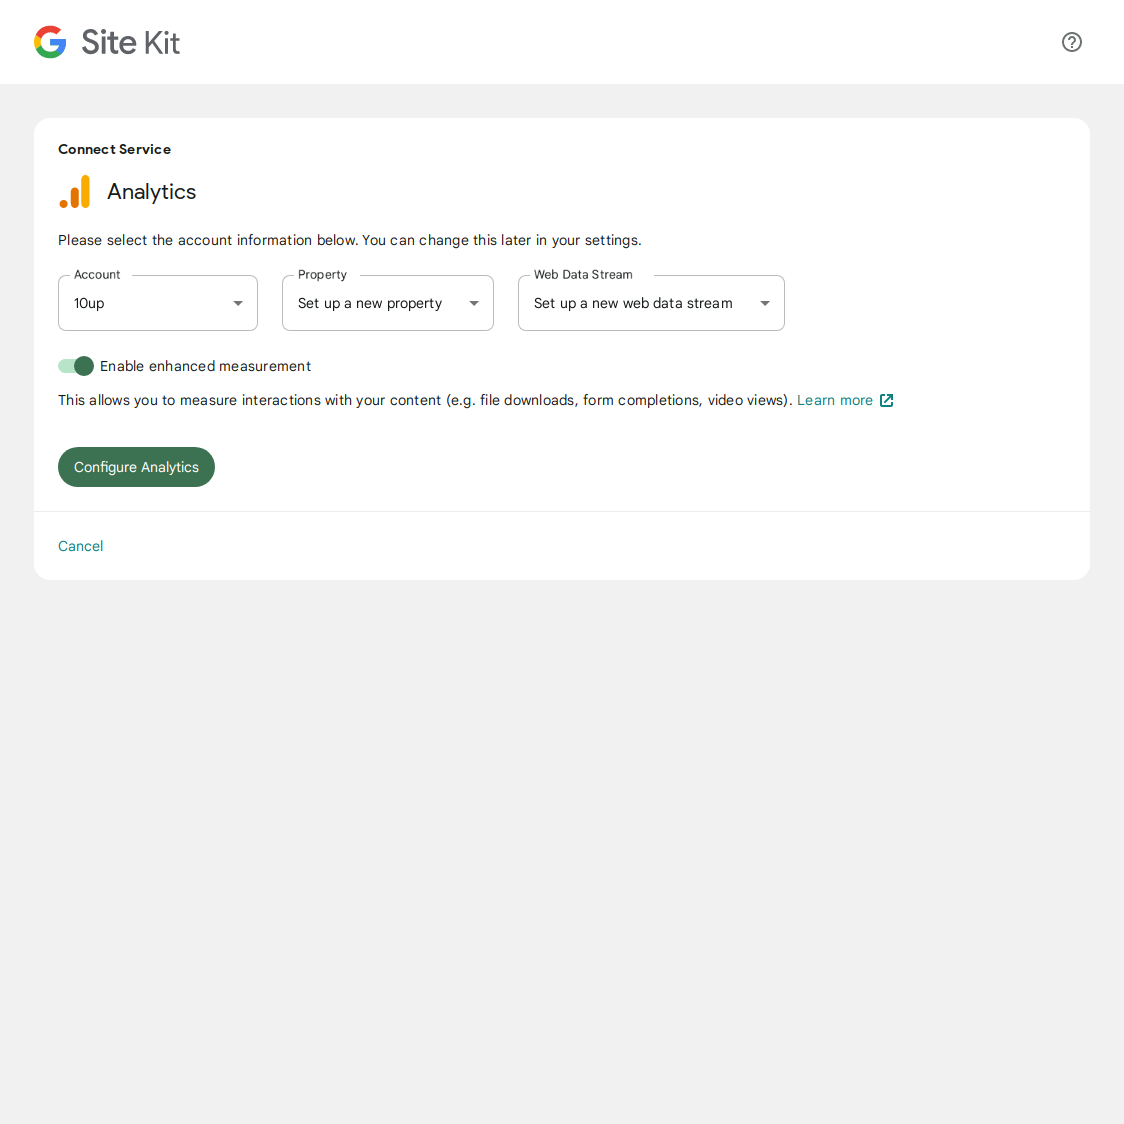 Site Kit
Connect Service
Analytics
Please select the account information below. You can change this later in your settings.
Account
10up
Property
Set up a new property
Web Data Stream
Set up a new web data stream
Enable enhanced measurement
This allows you to measure interactions with your content (e.g. file downloads, form completions, video views). Learn more
Configure Analytics
Cancel